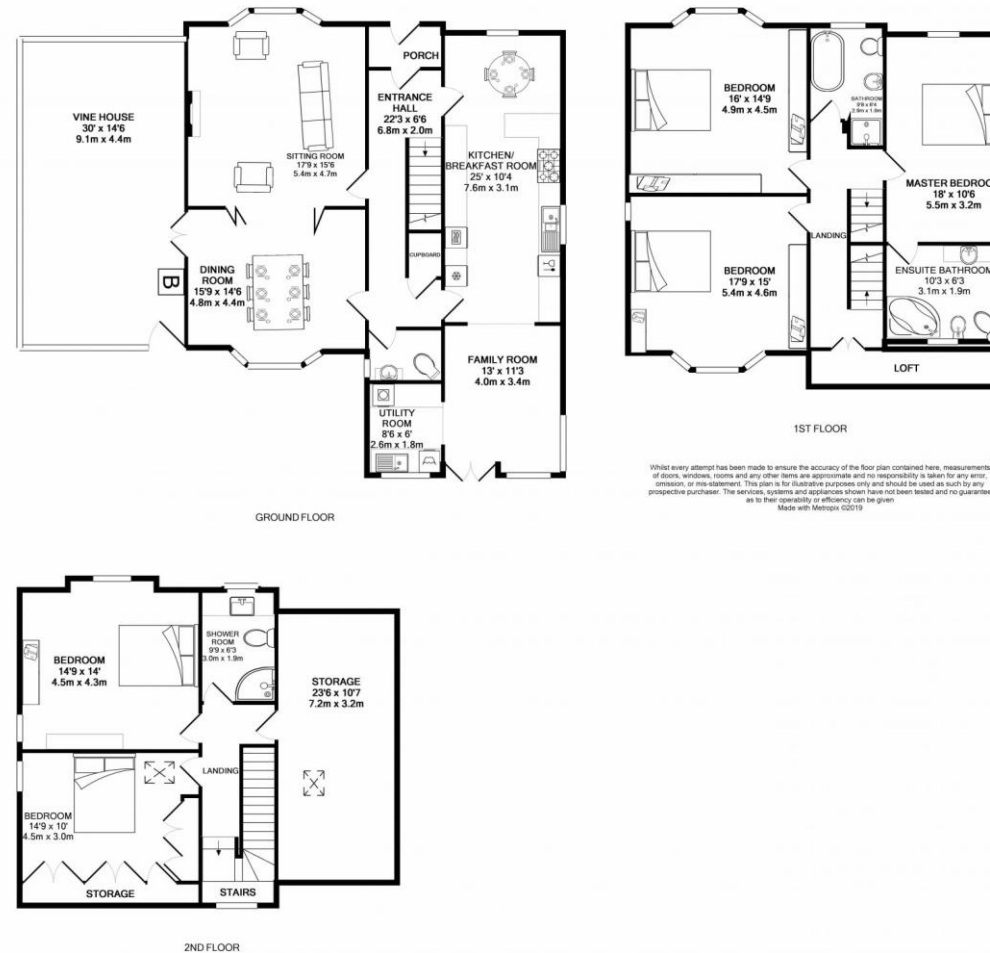 VINE HOUSE
30' x 14'6
9.1m x 4.4m
PORCH
ENTRANCE
HALL
22'3 x 6'6
6.8m x 2.0m
SITTING ROOM
17'9 x 15'6
5.4m x 4.7m
KITCHEN/
BREAKFAST ROOM
25' x 10'4
7.6m x 3.1m
CUPBOARD
B
DINING
ROOM
15'9 x 14'6
4.8m x 4.4m
FAMILY ROOM
13' x 11'3
4.0m x 3.4m
UTILITY
ROOM
8'6 x 6'
2.6m x 1.8m
GROUND FLOOR
BEDROOM
16' x 14'9
4.9m x 4.5m
BATHROOM
MASTER BEDROO
18' x 10'6
5.5m x 3.2m
LANDING
BEDROOM
17'9 x 15'
5.4m x 4.6m
ENSUITE BATHROOM
10'3 x 6'3
3.1m x 1.9m
LOFT
1ST FLOOR
Whilst every attempt has been made to ensure the accuracy of the floor plan contained here, measurements
of doors, windows, rooms and any other items are approximate and no responsibility is taken for any error,
omission, or mis-statement. This plan is for illustrative purposes only and should be used as such by any
prospective purchaser. The services, systems and appliances shown have not been tested and no guarantee
as to their operability or efficiency can be given
Made with Metropix ©2019
BEDROOM
14'9 x 14'
4.5m x 4.3m
SHOWER
ROOM
9'9 x 6'3
3.0m x 1.9m
STORAGE
23'6 x 10'7
7.2m x 3.2m
LANDING
BEDROOM
14'9 x 10'
4.5m x 3.0m
STORAGE
STAIRS
2ND FLOOR